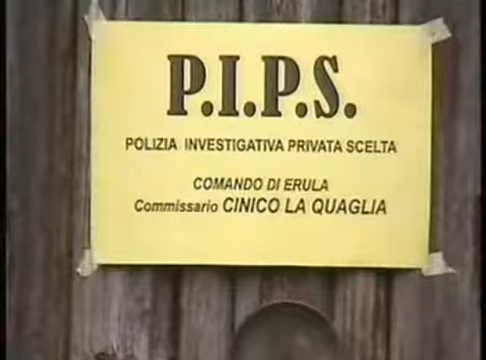 P.I.P.S.
POLIZIA INVESTIGATIVA PRIVATA SCELTA
COMANDO DI ERULA
Commissario CINICO LA QUAGLIA